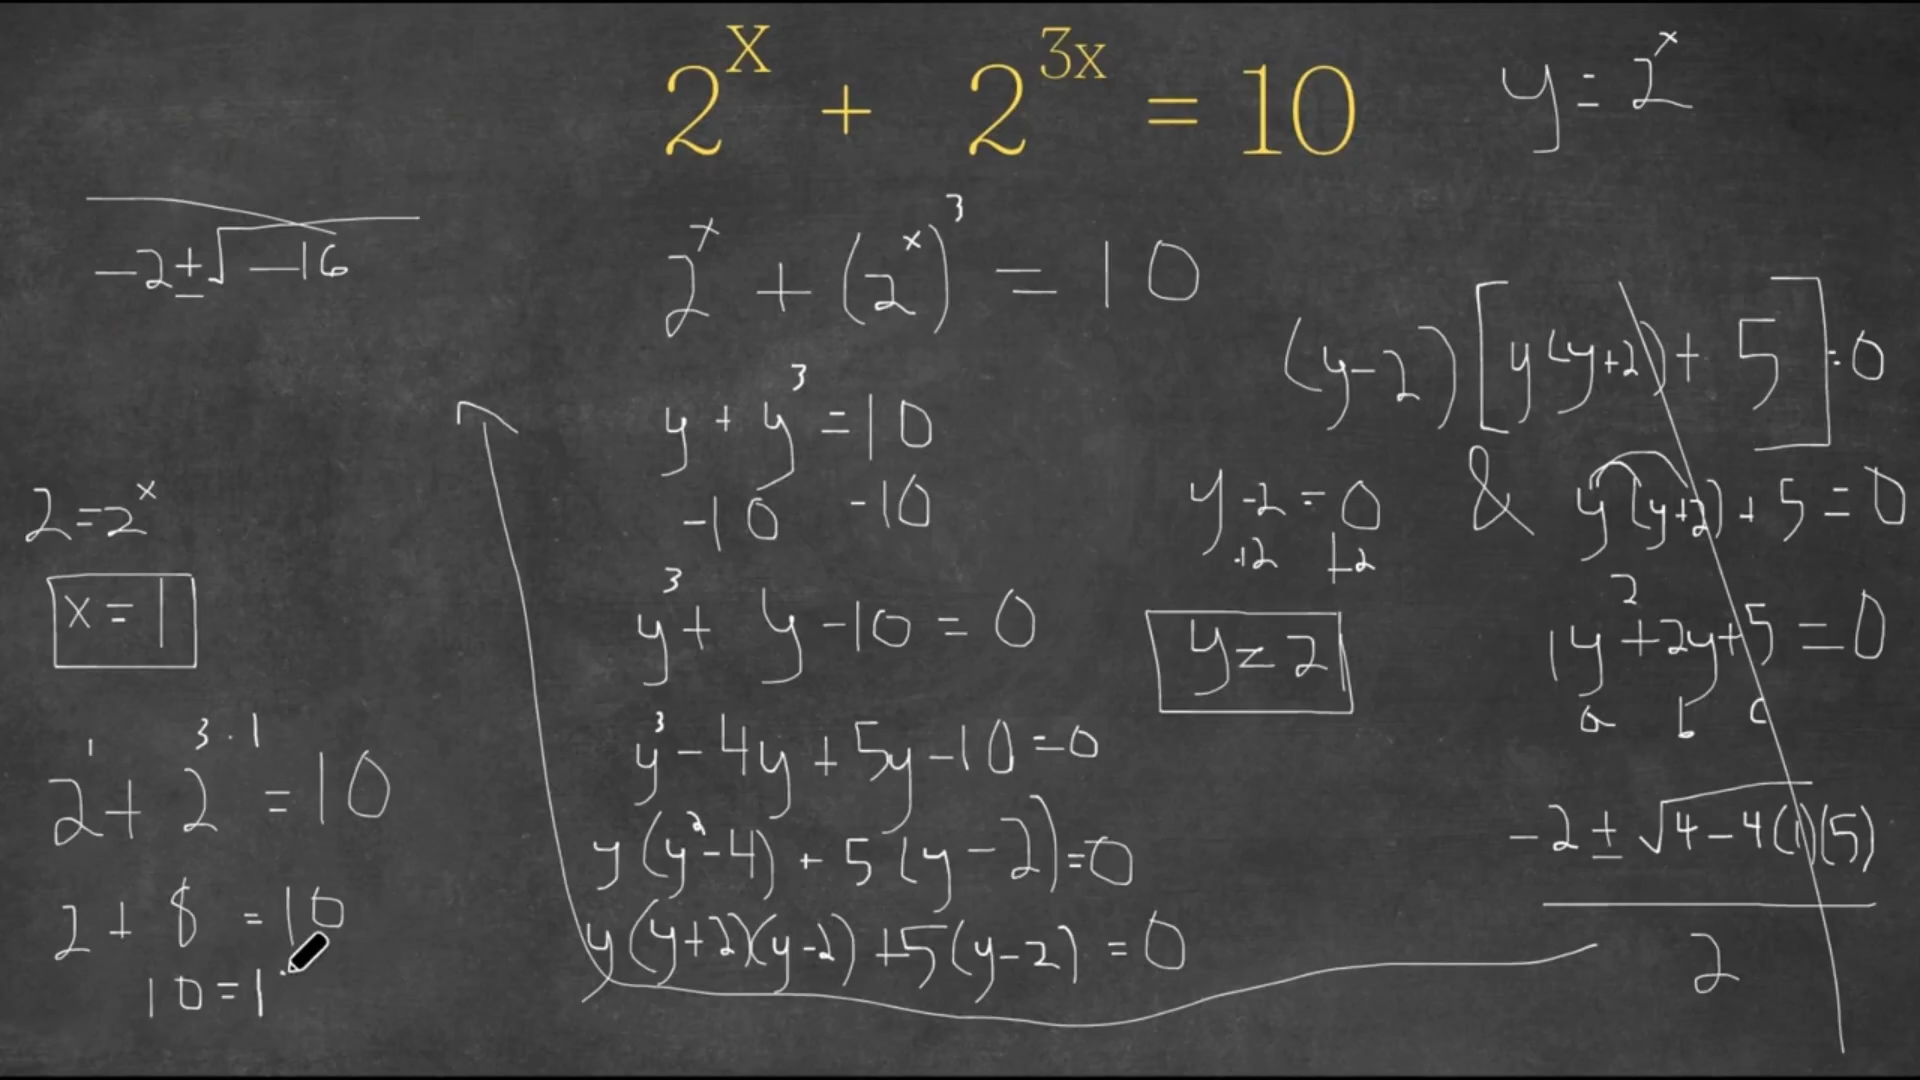 2^x + 2^{3x} = 10
y = 2^x
2^x + (2^x)^3 = 10
y + y^3 = 10
-10 -10
y^3 + y - 10 = 0
y^3 - 4y + 5y - 10 = 0
y(y^2 - 4) + 5(y - 2) = 0
y(y+2)(y-2) + 5(y-2) = 0
(y-2)[y(y+2) + 5] = 0
y - 2 = 0 & y(y+2) + 5 = 0
+2 +2
y = 2
1y^2 + 2y + 5 = 0
a b c
-2 ± √4 - 4(1)(5)
2
-2 ± √-16
2 = 2^x
x = 1
2^1 + 2^{3·1} = 10
2 + 8 = 10
10 = 1